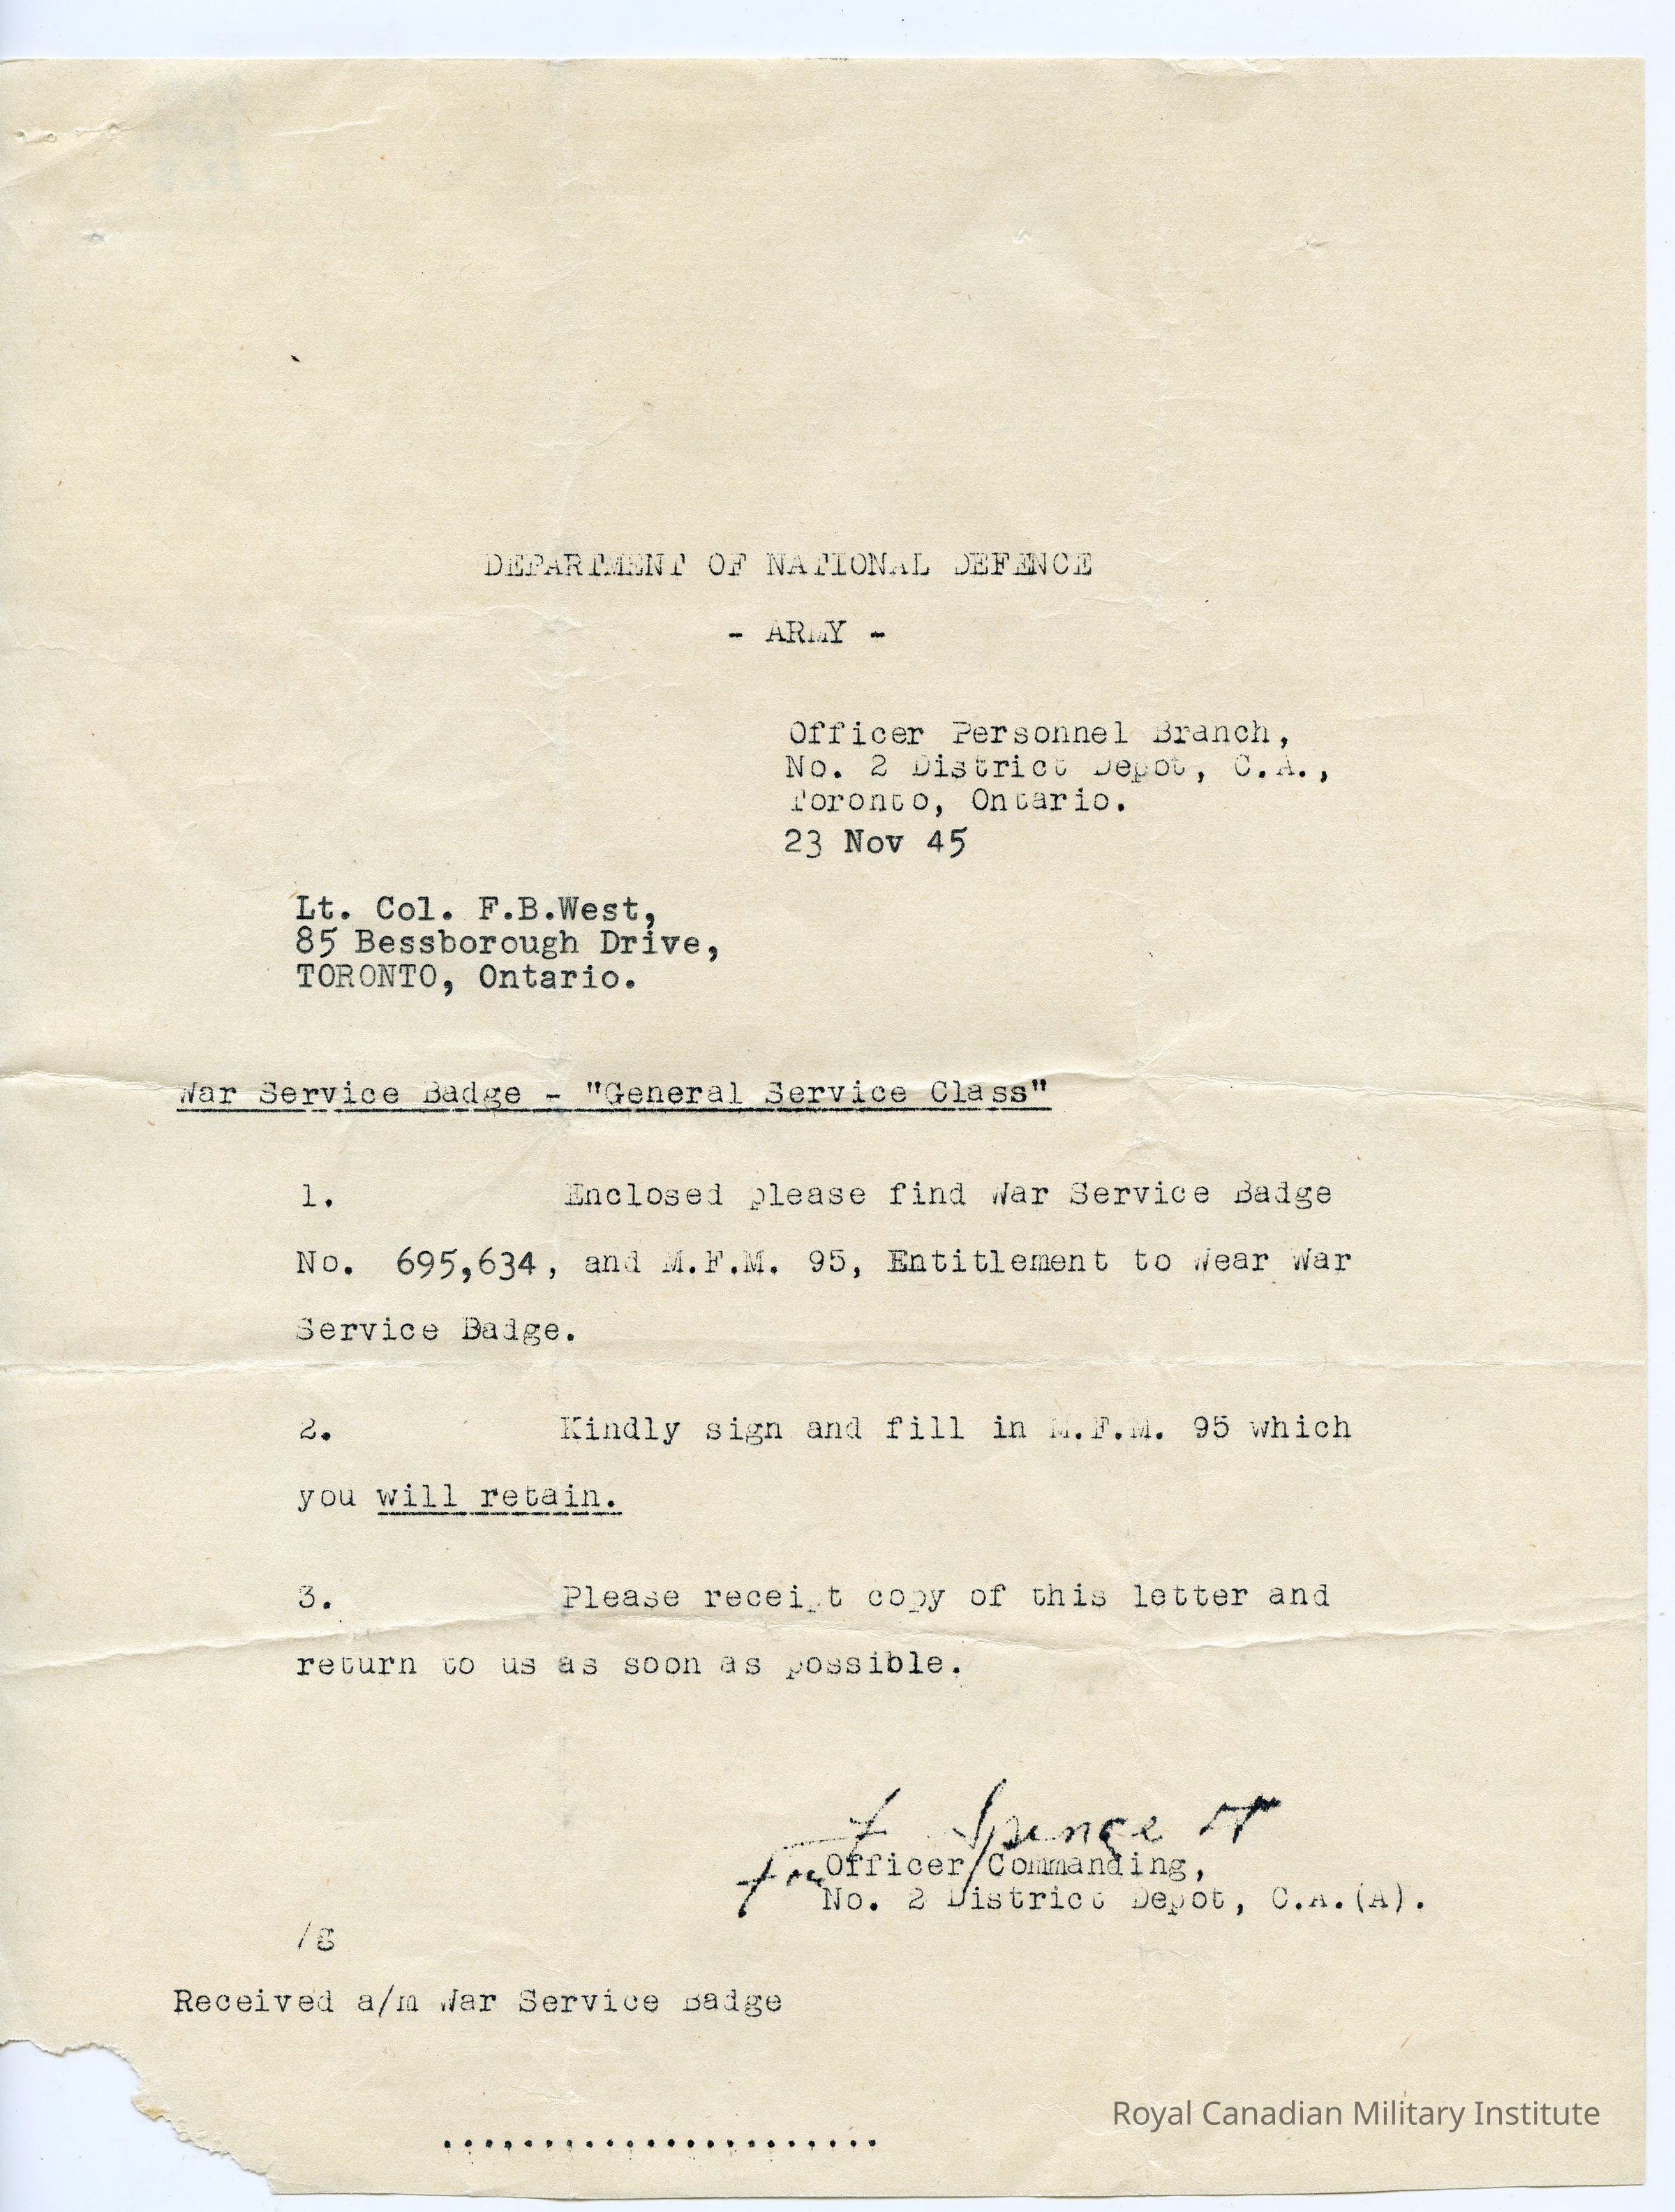 DEPARTMENT OF NATIONAL DEFENCE
- ARMY -
Officer Personnel Branch,
No. 2 District Depot, C.A.,
Toronto, Ontario.
23 Nov 45
Lt. Col. F.B.West,
85 Bessborough Drive,
TORONTO, Ontario.
War Service Badge - "General Service Class"
1. Enclosed please find War Service Badge
No. 695,634, and M.F.M. 95, Entitlement to Wear War
Service Badge.
2. Kindly sign and fill in M.F.M. 95 which
you will retain.
3. Please receipt copy of this letter and
return to us as soon as possible.
Spence
For Officer Commanding,
No. 2 District Depot, C.A.(A).
/g
Received a/m War Service Badge
......................
Royal Canadian Military Institute